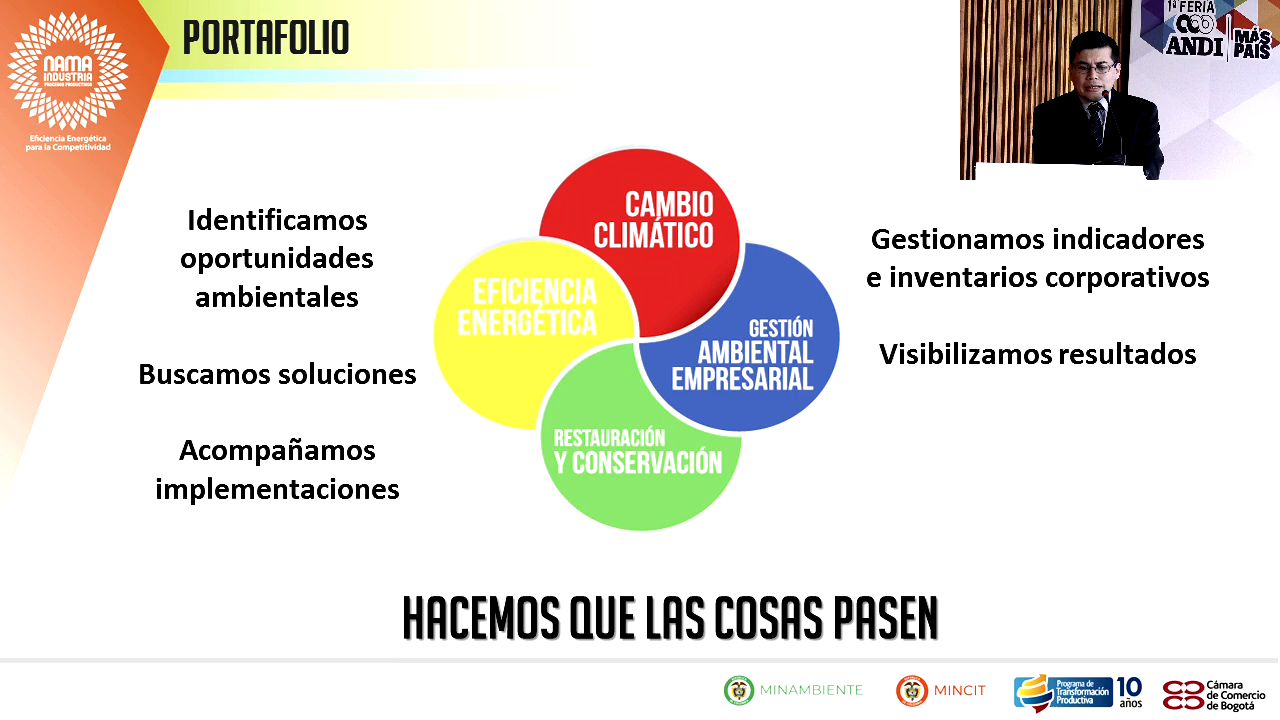 PORTAFOLIO
NAMA
INDUSTRIA
PROCESOS PRODUCTIVOS
Eficiencia Energética
para la Competitividad
1ª FERIA
ANDI
MÁS
PAÍS
Identificamos
oportunidades
ambientales
Buscamos soluciones
Acompañamos
implementaciones
CAMBIO
CLIMÁTICO
EFICIENCIA
ENERGÉTICA
GESTIÓN
AMBIENTAL
EMPRESARIAL
RESTAURACIÓN
Y CONSERVACIÓN
Gestionamos indicadores
e inventarios corporativos
Visibilizamos resultados
HACEMOS QUE LAS COSAS PASEN
MINAMBIENTE
MINCIT
Programa de
Transformación
Productiva
10
años
Cámara
de Comercio
de Bogotá